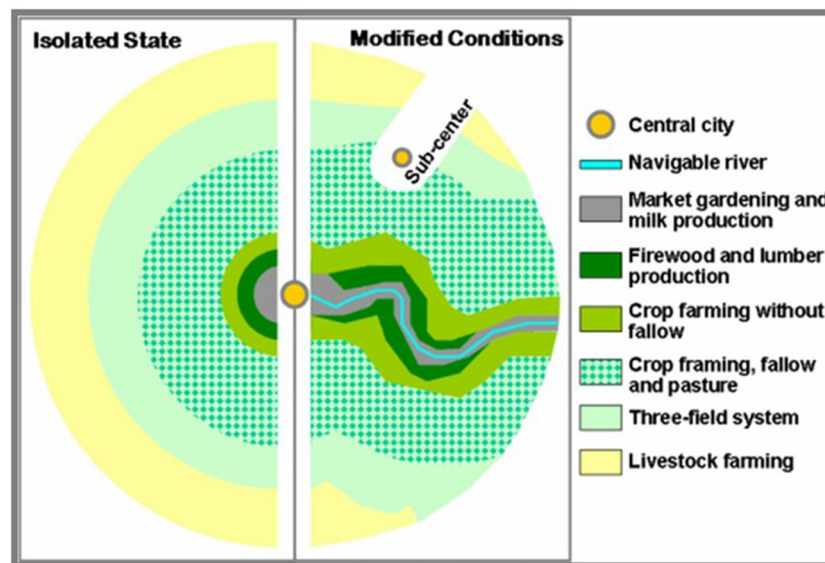 Isolated State
Modified Conditions
Sub-center
Central city
Navigable river
Market gardening and
milk production
Firewood and lumber
production
Crop farming without
fallow
Crop framing, fallow
and pasture
Three-field system
Livestock farming